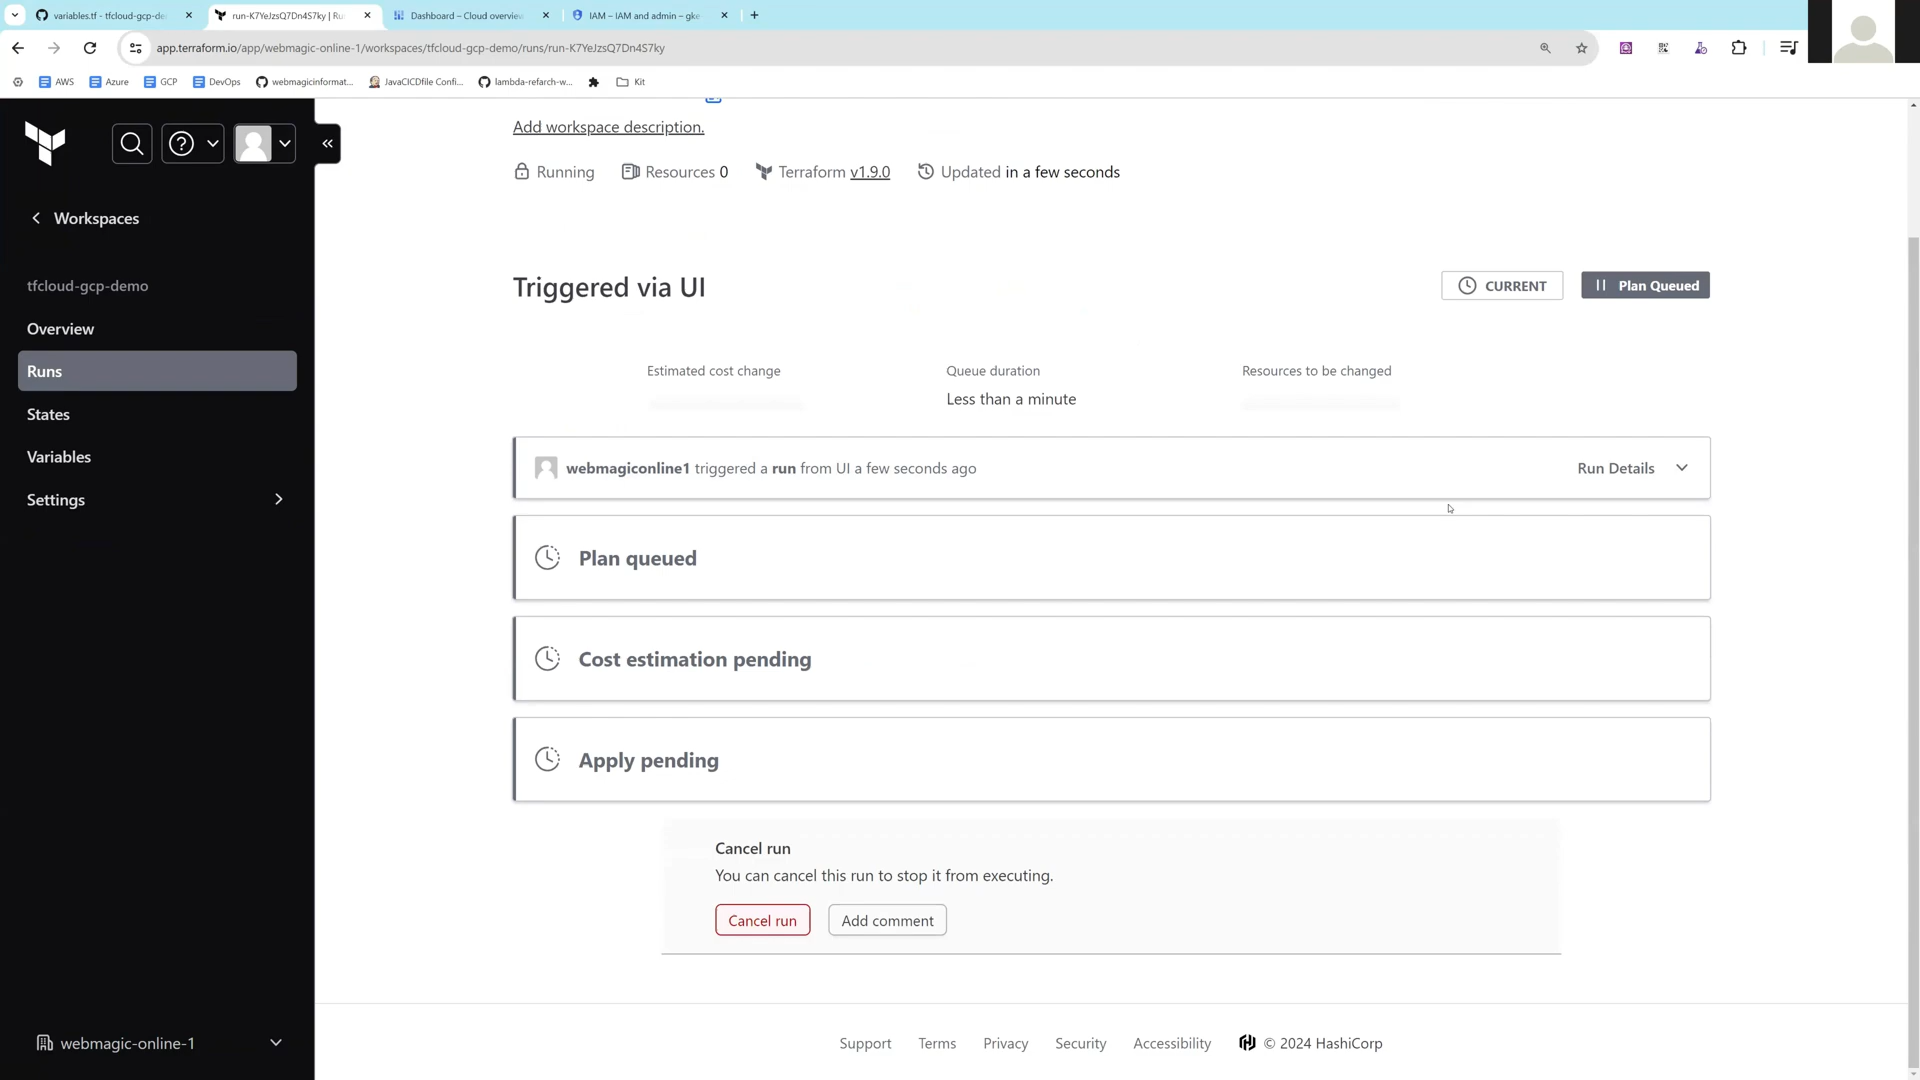 variables.tf - tfcloud-gcp-de
run-K7YeJzsQ7Dn4S7ky | Ru
Dashboard – Cloud overview
IAM – IAM and admin – gke
app.terraform.io/app/webmagic-online-1/workspaces/tfcloud-gcp-demo/runs/run-K7YeJzsQ7Dn4S7ky
AWS
Azure
GCP
DevOps
webmagicinformat...
JavaCICDfile Confi...
lambda-refarch-w...
Kit
Workspaces
tfcloud-gcp-demo
Overview
Runs
States
Variables
Settings
webmagic-online-1
Add workspace description.
Running
Resources 0
Terraform v1.9.0
Updated in a few seconds
Triggered via UI
CURRENT
Plan Queued
Estimated cost change
Queue duration
Less than a minute
Resources to be changed
webmagiconline1 triggered a run from UI a few seconds ago
Run Details
Plan queued
Cost estimation pending
Apply pending
Cancel run
You can cancel this run to stop it from executing.
Cancel run
Add comment
Support
Terms
Privacy
Security
Accessibility
© 2024 HashiCorp